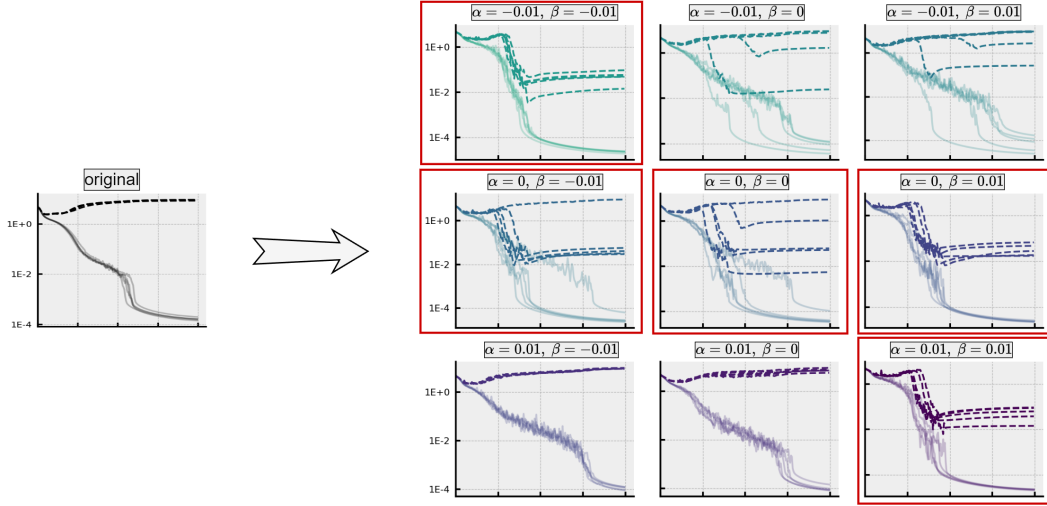 α = −0.01, β = −0.01
α = −0.01, β = 0
α = −0.01, β = 0.01
1E+0
1E-2
1E-4
original
1E+0
1E-2
1E-4
α = 0, β = −0.01
α = 0, β = 0
α = 0, β = 0.01
1E+0
1E-2
1E-4
α = 0.01, β = −0.01
α = 0.01, β = 0
α = 0.01, β = 0.01
1E+0
1E-2
1E-4